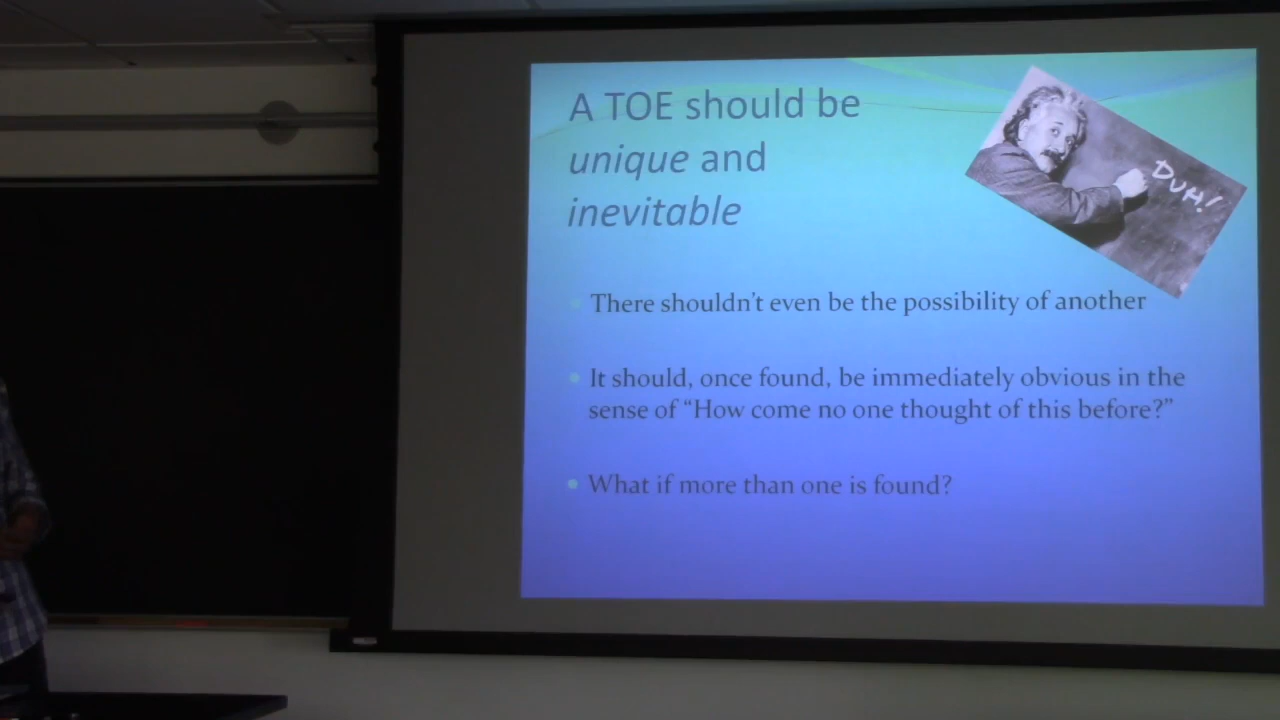 A TOE should be
unique and
inevitable
DUH!
There shouldn't even be the possibility of another
It should, once found, be immediately obvious in the
sense of “How come no one thought of this before?”
What if more than one is found?